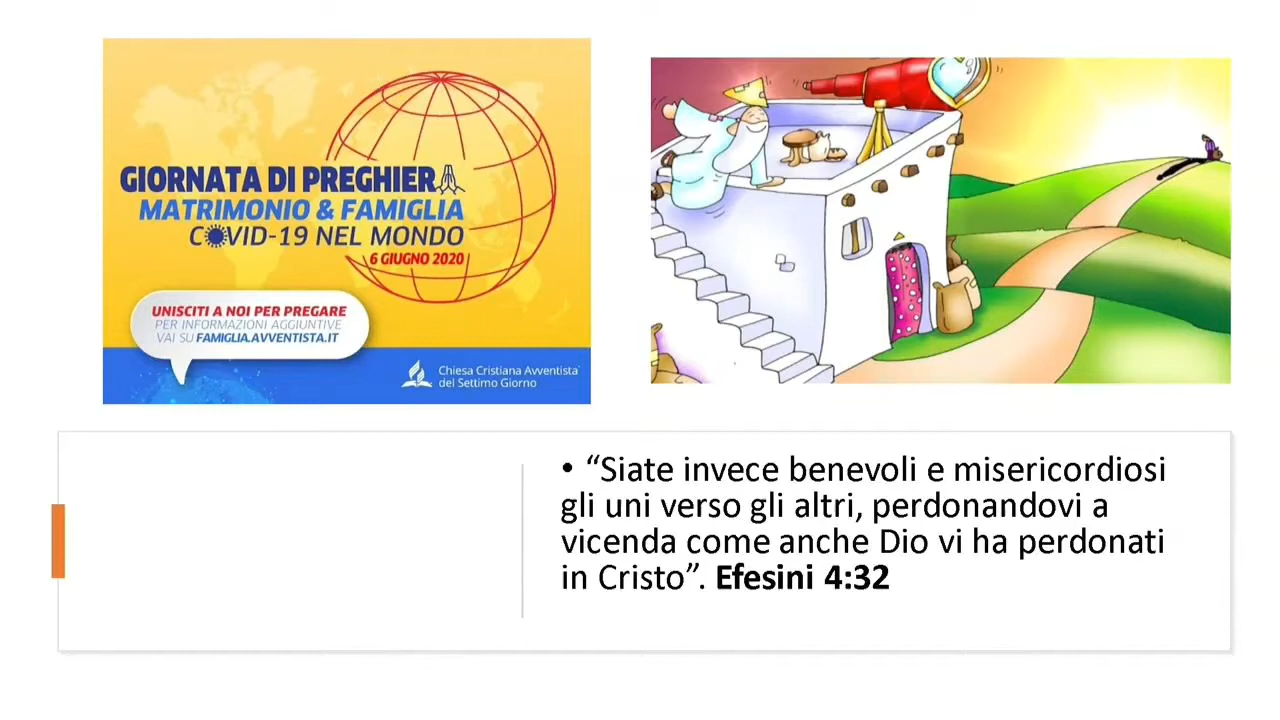 GIORNATA DI PREGHIERA
MATRIMONIO & FAMIGLIA
COVID-19 NEL MONDO
6 GIUGNO 2020
UNISCITI A NOI PER PREGARE
PER INFORMAZIONI AGGIUNTIVE
VAI SU FAMIGLIA.AVVENTISTA.IT
Chiesa Cristiana Avventista
del Settimo Giorno
• “Siate invece benevoli e misericordiosi
gli uni verso gli altri, perdonandovi a
vicenda come anche Dio vi ha perdonati
in Cristo”. Efesini 4:32